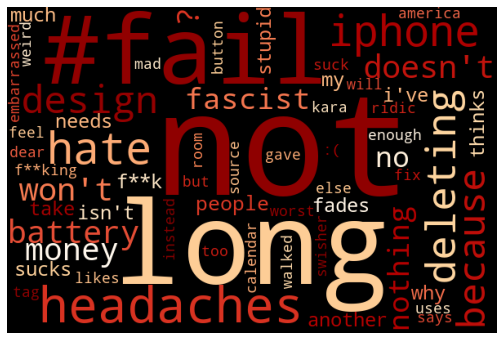 much
#fail
?
stupid
button
america
weird
iphone
mad
suck
doesn't
embarrassed
design
fascist
my
will
i've
thinks
kara
ridic
needs
not
deleting
feel
hate
room
source
gave
:(
enough
no
dear
but
fix
f**king
won't
f**k
else
because
take
isn't
people
worst
fades
nothing
battery
instead
long
money
too
calendar
walked
swisher
why
sucks
likes
uses
tag
headaches
another
says